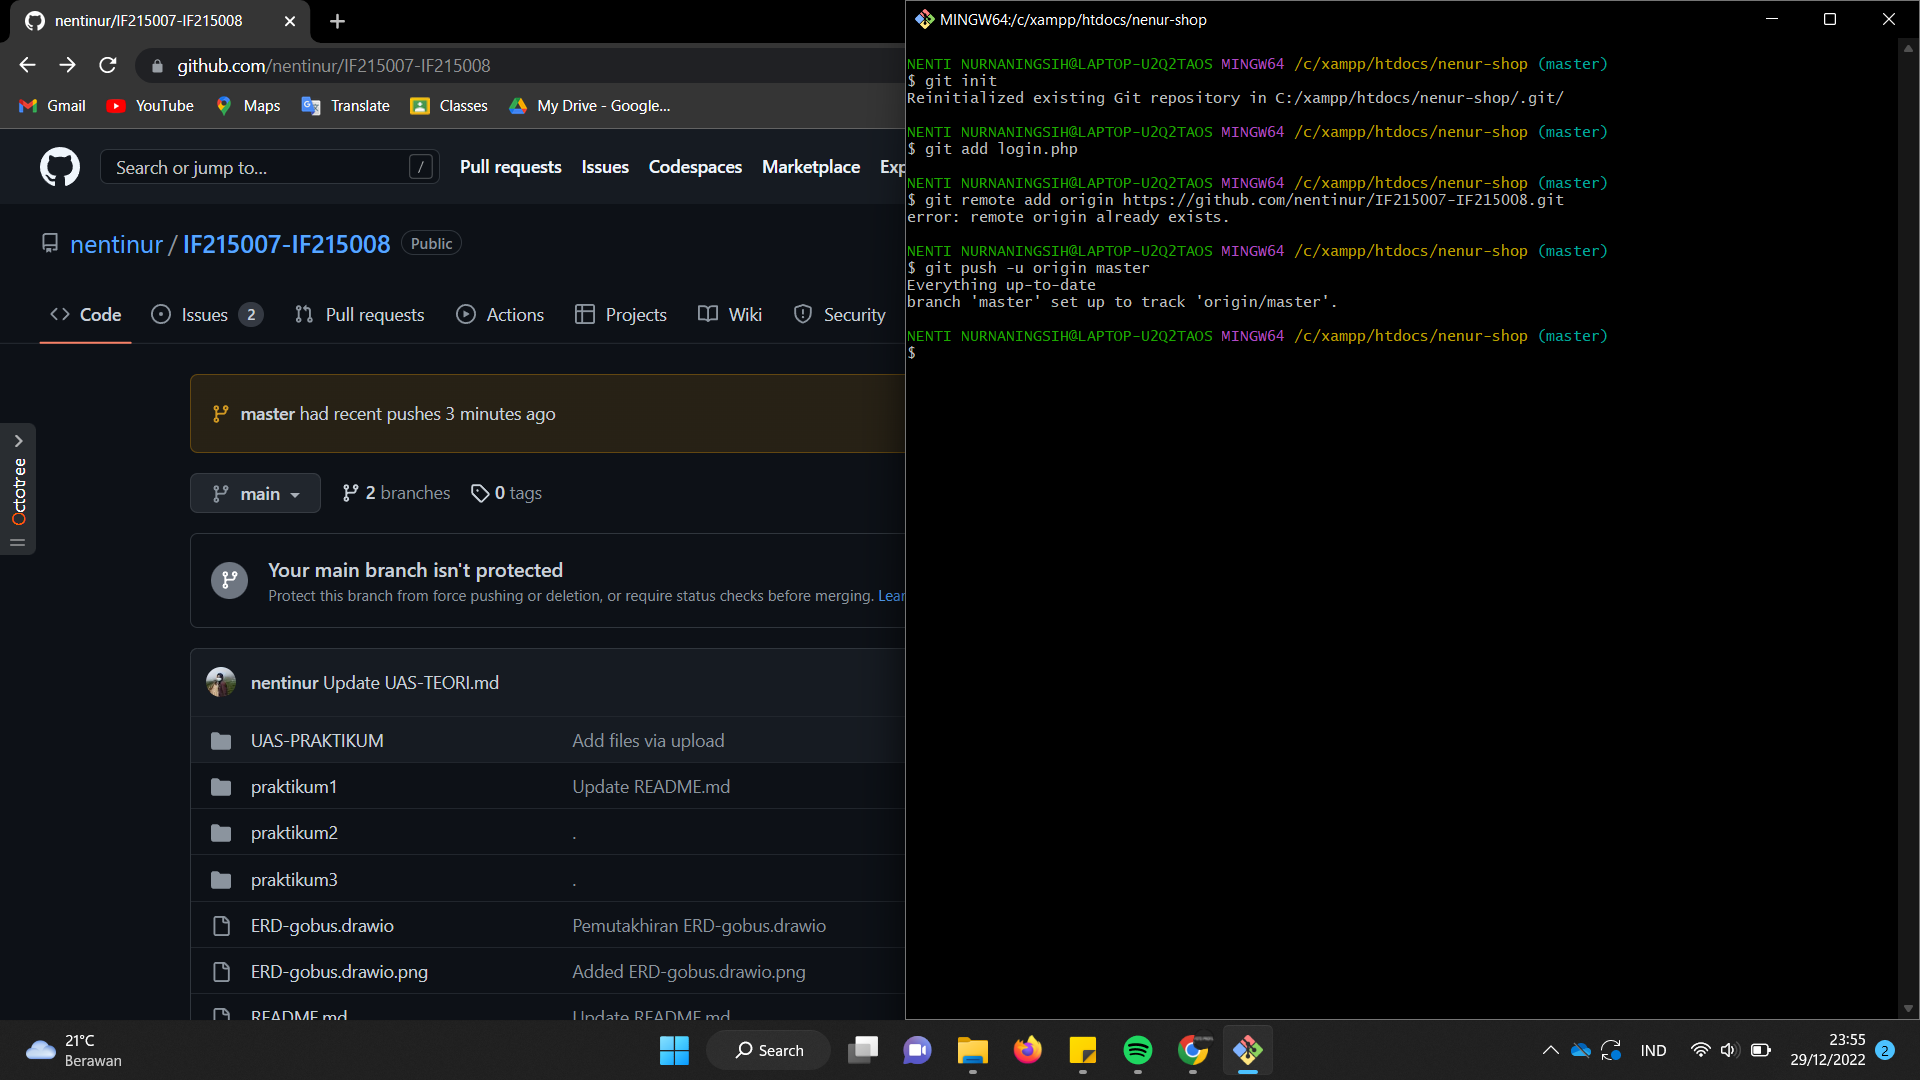 nentinur/IF215007-IF215008
github.com/nentinur/IF215007-IF215008
Gmail
YouTube
Maps
Translate
Classes
My Drive - Google...
Search or jump to...
/
Pull requests
Issues
Codespaces
Marketplace
Exp
nentinur / IF215007-IF215008
Public
Code
Issues 2
Pull requests
Actions
Projects
Wiki
Security
master had recent pushes 3 minutes ago
Octotree
main
2 branches
0 tags
Your main branch isn't protected
Protect this branch from force pushing or deletion, or require status checks before merging. Lear
nentinur Update UAS-TEORI.md
UAS-PRAKTIKUM Add files via upload
praktikum1 Update README.md
praktikum2 .
praktikum3 .
ERD-gobus.drawio Pemutakhiran ERD-gobus.drawio
ERD-gobus.drawio.png Added ERD-gobus.drawio.png
README.md Update README.md
MINGW64:/c/xampp/htdocs/nenur-shop
NENTI NURNANINGSIH@LAPTOP-U2Q2TAOS MINGW64 /c/xampp/htdocs/nenur-shop (master)
$ git init
Reinitialized existing Git repository in C:/xampp/htdocs/nenur-shop/.git/
NENTI NURNANINGSIH@LAPTOP-U2Q2TAOS MINGW64 /c/xampp/htdocs/nenur-shop (master)
$ git add login.php
NENTI NURNANINGSIH@LAPTOP-U2Q2TAOS MINGW64 /c/xampp/htdocs/nenur-shop (master)
$ git remote add origin https://github.com/nentinur/IF215007-IF215008.git
error: remote origin already exists.
NENTI NURNANINGSIH@LAPTOP-U2Q2TAOS MINGW64 /c/xampp/htdocs/nenur-shop (master)
$ git push -u origin master
Everything up-to-date
branch 'master' set up to track 'origin/master'.
NENTI NURNANINGSIH@LAPTOP-U2Q2TAOS MINGW64 /c/xampp/htdocs/nenur-shop (master)
$
21°C
Berawan
Search
IND
23:55
29/12/2022
2